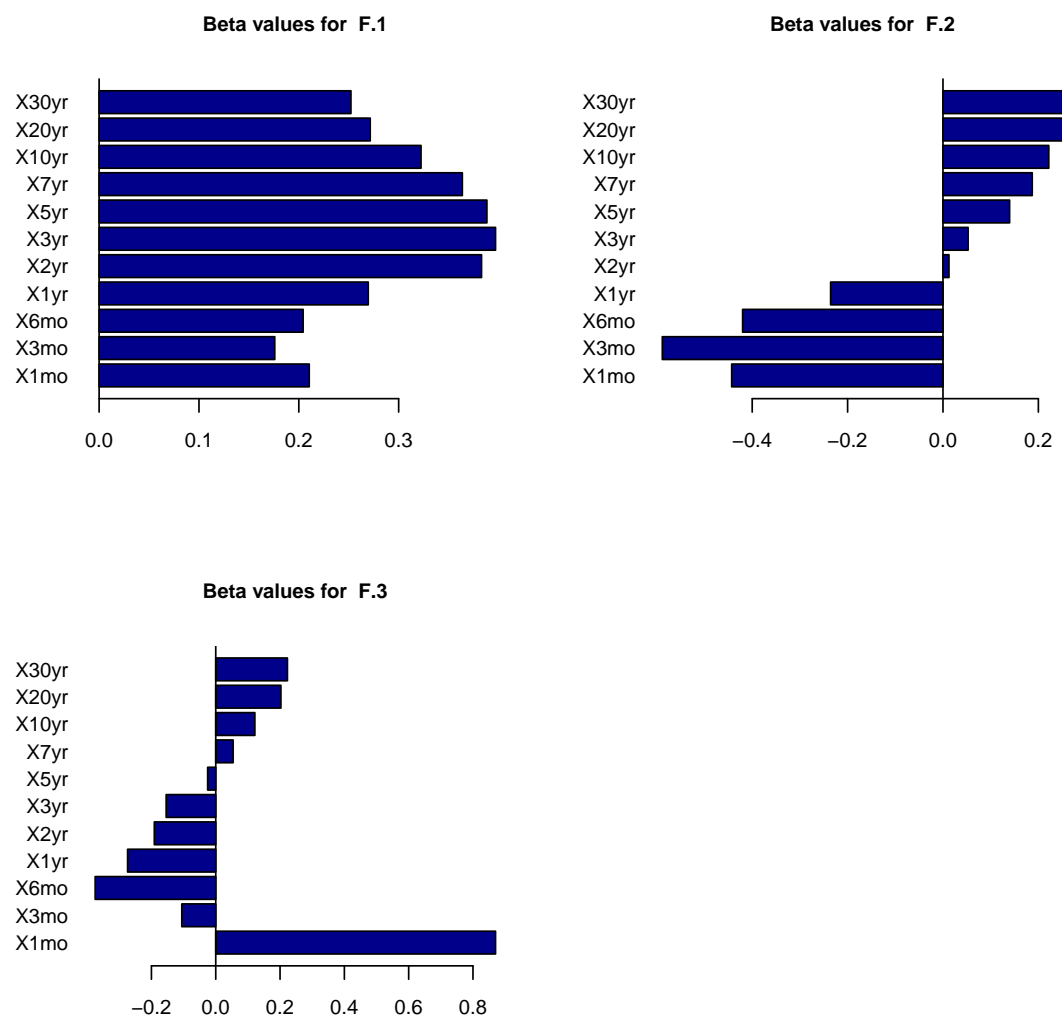 Beta values for F.1
X30yr
X20yr
X10yr
X7yr
X5yr
X3yr
X2yr
X1yr
X6mo
X3mo
X1mo
0.0 0.1 0.2 0.3
Beta values for F.2
X30yr
X20yr
X10yr
X7yr
X5yr
X3yr
X2yr
X1yr
X6mo
X3mo
X1mo
−0.4 −0.2 0.0 0.2
Beta values for F.3
X30yr
X20yr
X10yr
X7yr
X5yr
X3yr
X2yr
X1yr
X6mo
X3mo
X1mo
−0.2 0.0 0.2 0.4 0.6 0.8